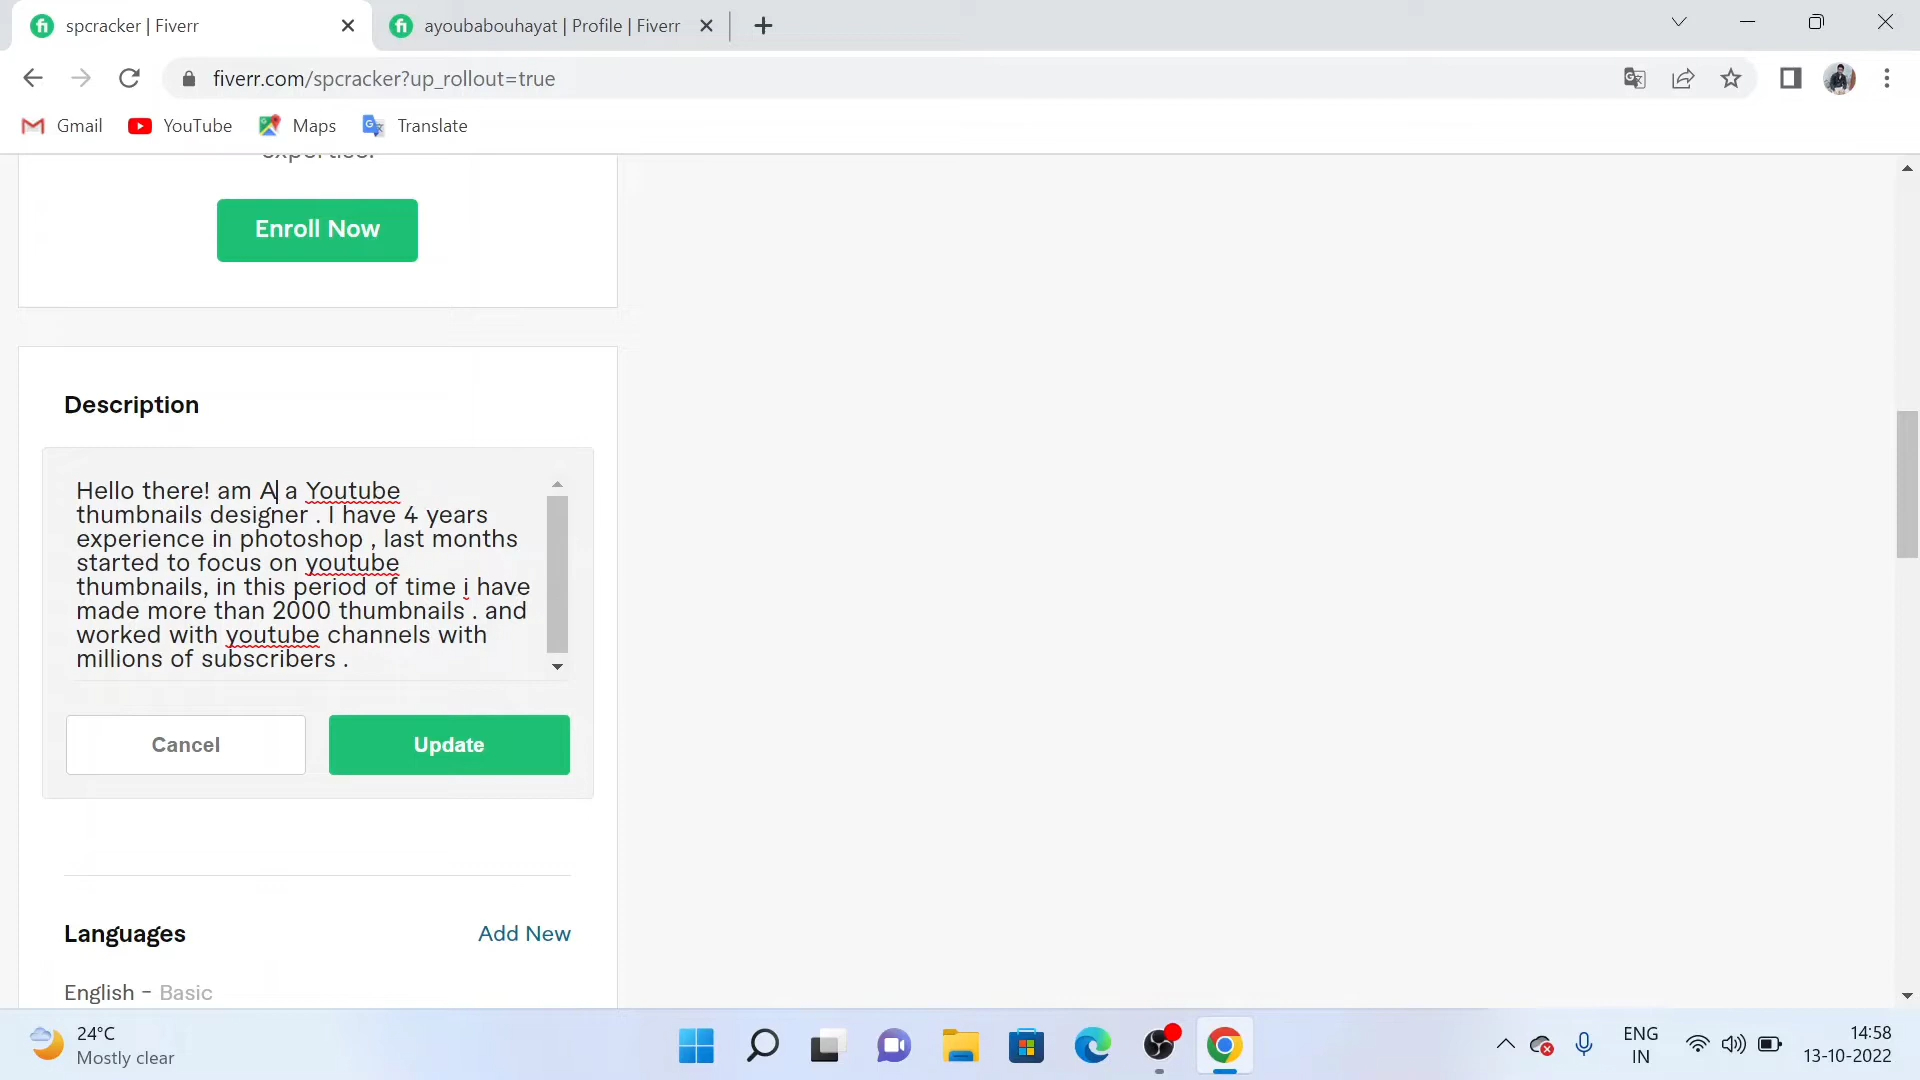 spcracker | Fiverr
ayoubabouhayat | Profile | Fiverr
fiverr.com/spcracker?up_rollout=true
Gmail
YouTube
Maps
Translate
expertise.
Enroll Now
Description
Hello there! am A a Youtube
thumbnails designer . I have 4 years
experience in photoshop , last months
started to focus on youtube
thumbnails, in this period of time i have
made more than 2000 thumbnails . and
worked with youtube channels with
millions of subscribers .
Cancel
Update
Languages
Add New
English - Basic
24°C
Mostly clear
ENG
IN
14:58
13-10-2022